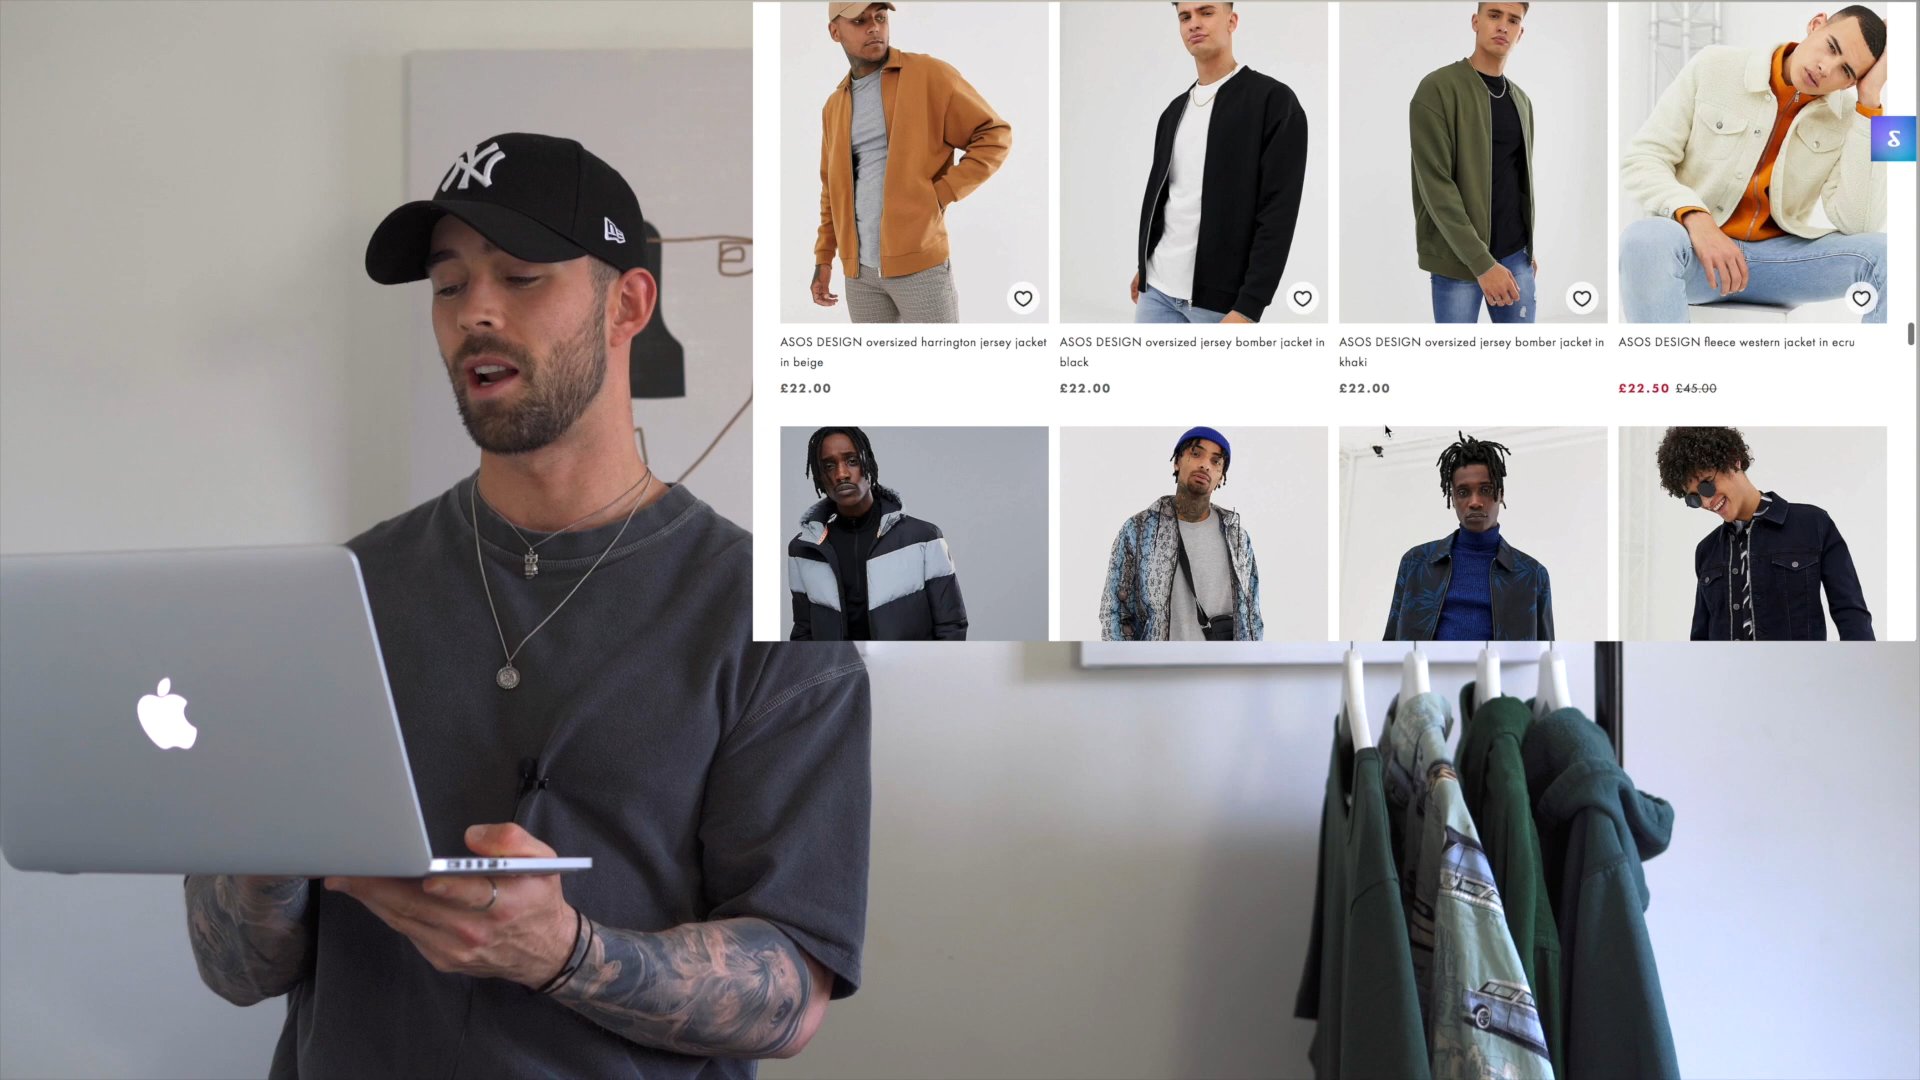 NY
ASOS DESIGN oversized harrington jersey jacket
in beige
£22.00
ASOS DESIGN oversized jersey bomber jacket in
black
£22.00
ASOS DESIGN oversized jersey bomber jacket in
khaki
£22.00
ASOS DESIGN fleece western jacket in ecru
£22.50 £45.00